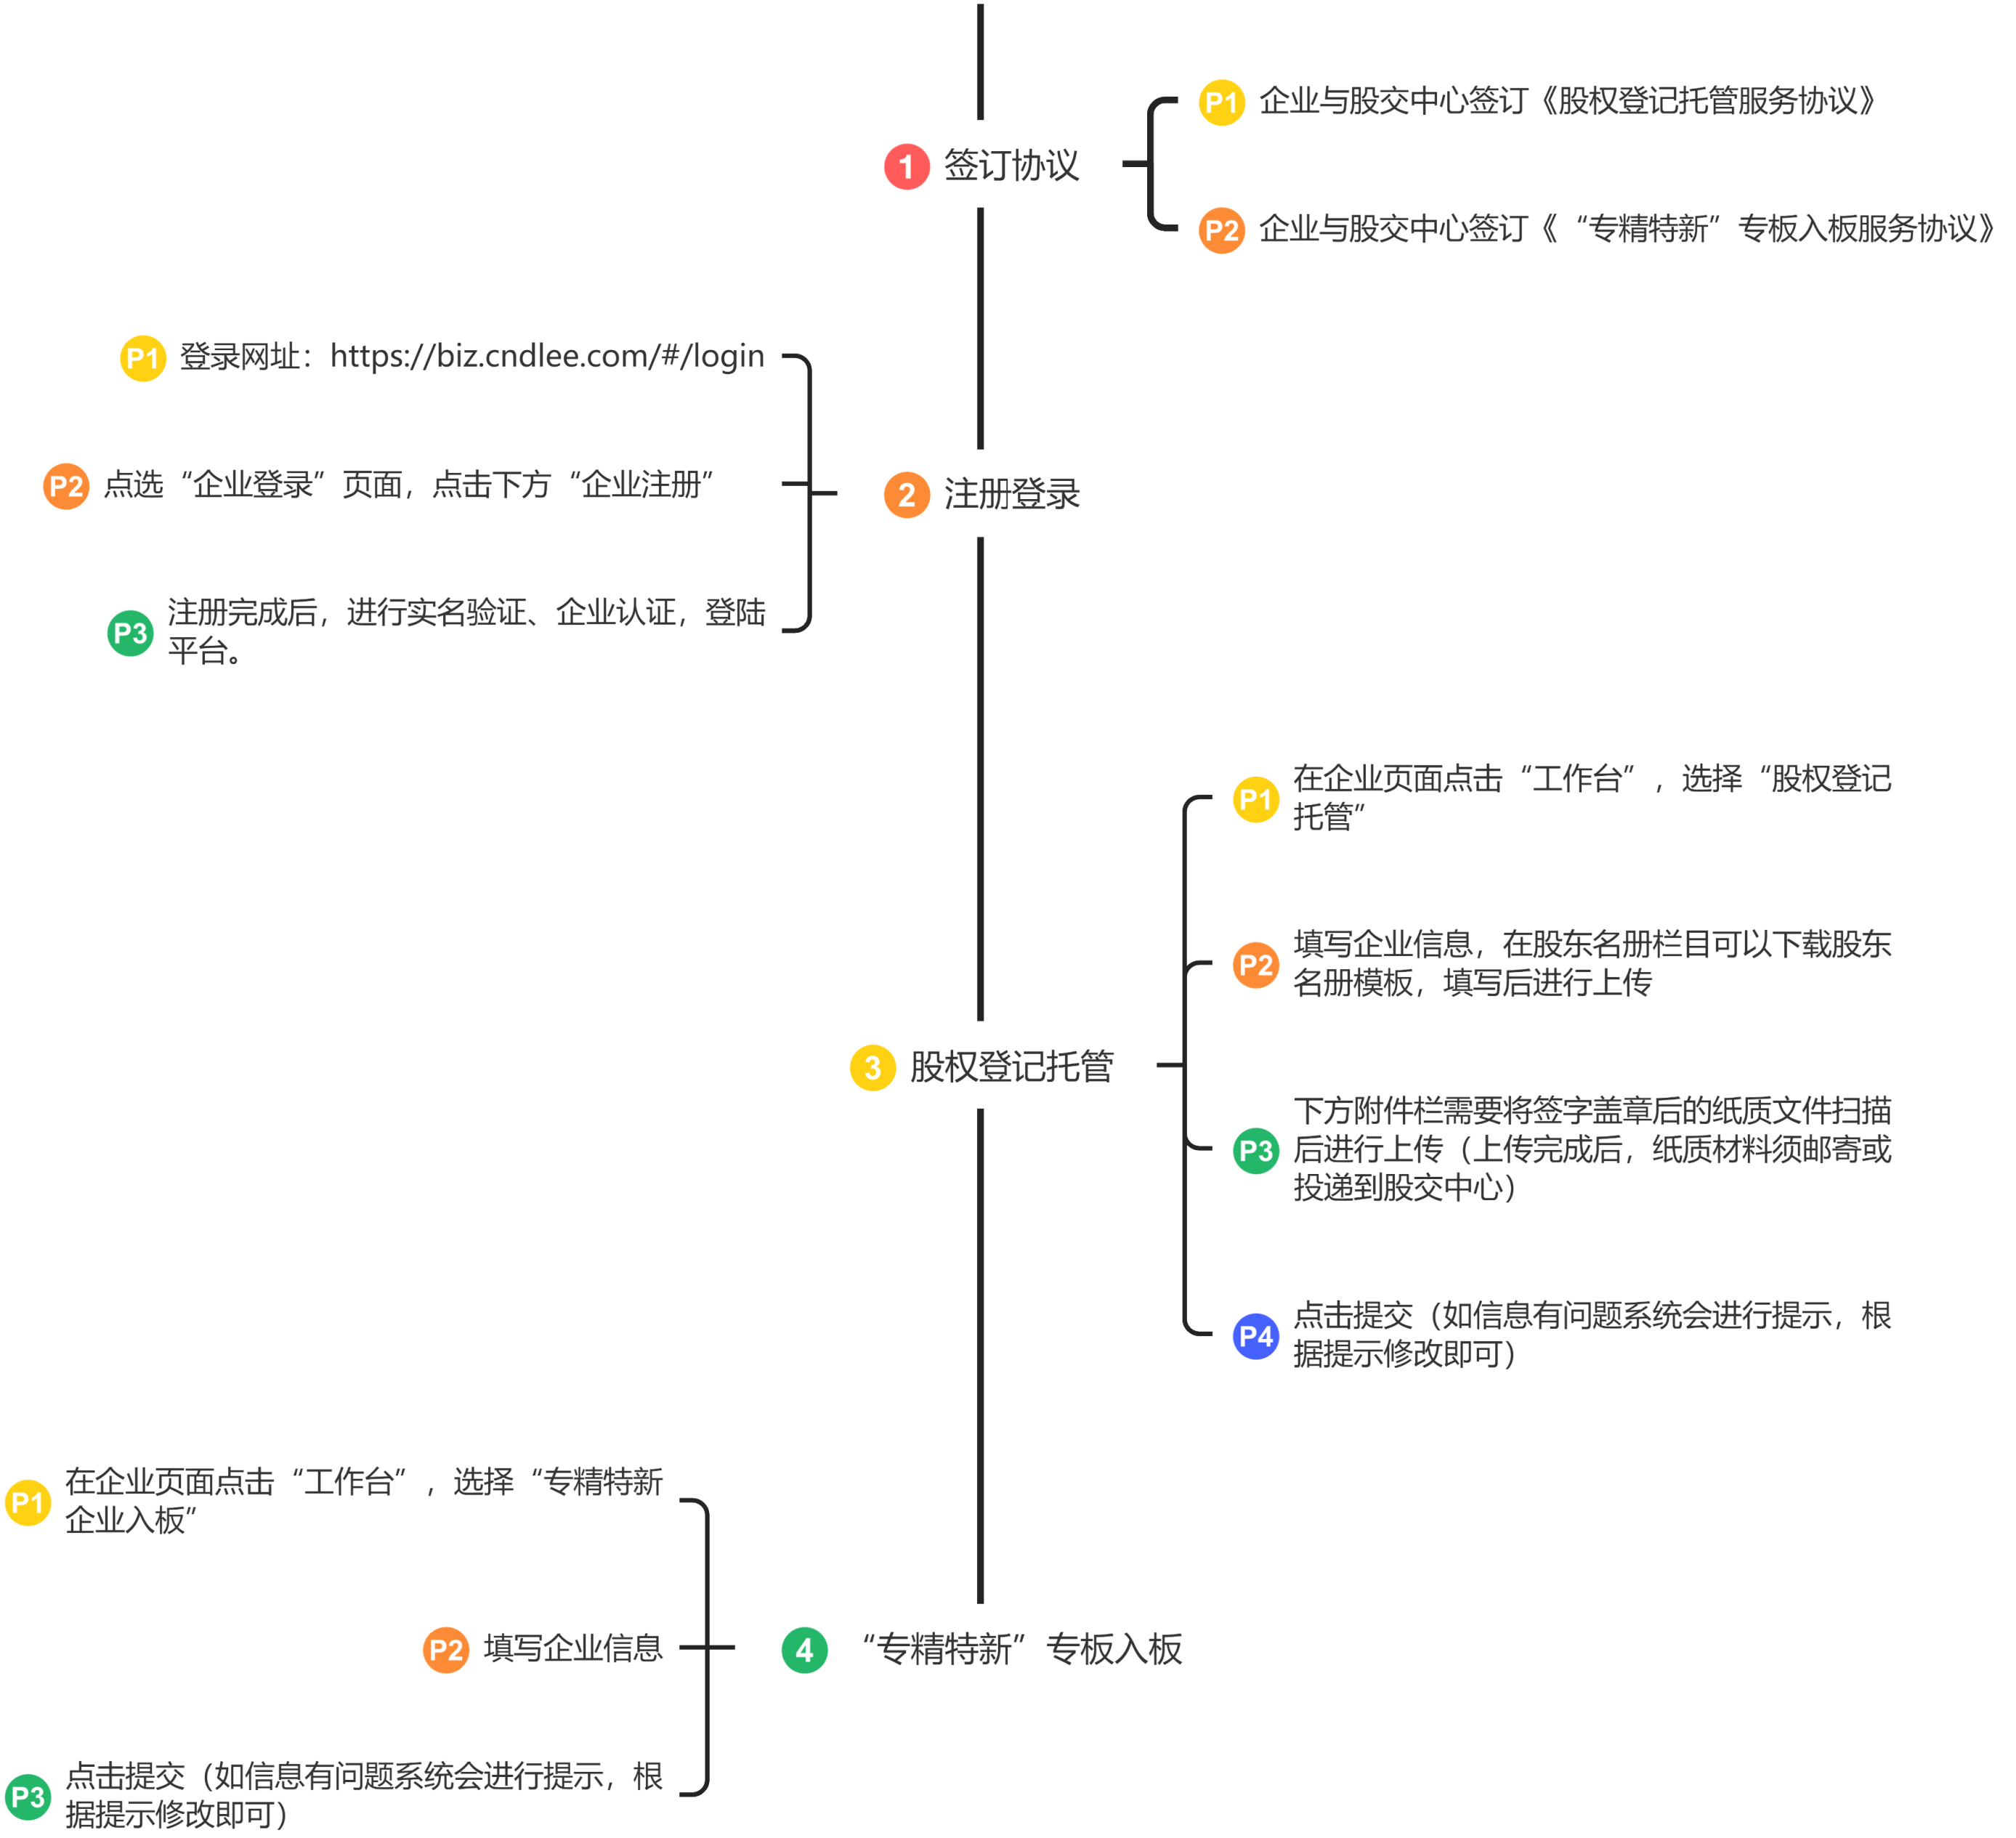 1 签订协议
P1 企业与股交中心签订《股权登记托管服务协议》
P2 企业与股交中心签订《“专精特新”专板入板服务协议》
2 注册登录
P1 登录网址：https://biz.cndlee.com/#/login
P2 点选“企业登录”页面，点击下方“企业注册”
P3 注册完成后，进行实名验证、企业认证，登陆
平台。
3 股权登记托管
P1 在企业页面点击“工作台”，选择“股权登记
托管”
P2 填写企业信息，在股东名册栏目可以下载股东
名册模板，填写后进行上传
P3 下方附件栏需要将签字盖章后的纸质文件扫描
后进行上传（上传完成后，纸质材料须邮寄或
投递到股交中心）
P4 点击提交（如信息有问题系统会进行提示，根
据提示修改即可）
4 “专精特新”专板入板
P1 在企业页面点击“工作台”，选择“专精特新
企业入板”
P2 填写企业信息
P3 点击提交（如信息有问题系统会进行提示，根
据提示修改即可）